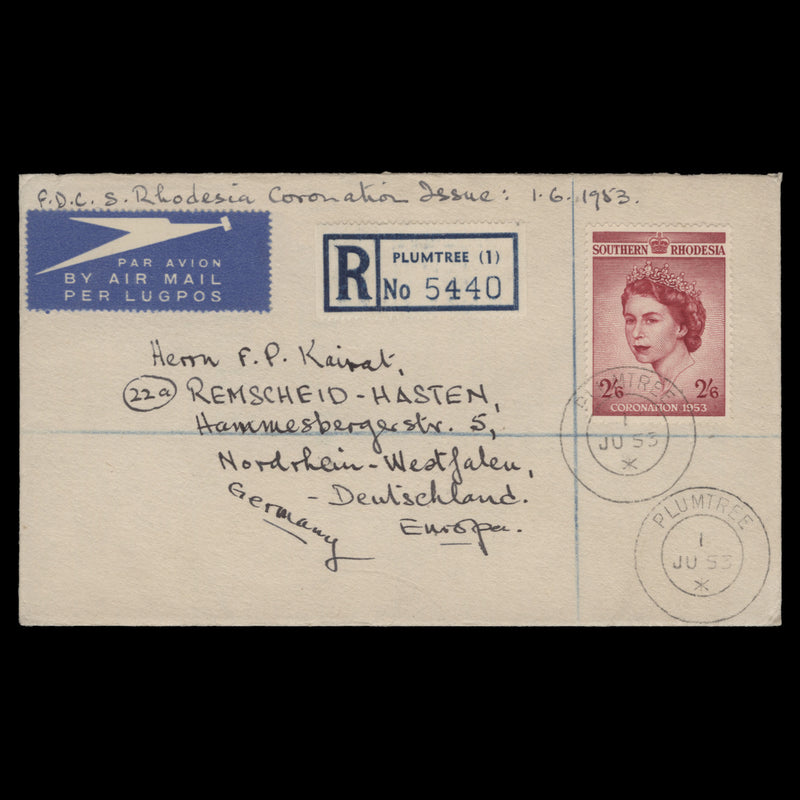 F.D.C. S. Rhodesia Coronation Issue: 1.6.1953.
PAR AVION
BY AIR MAIL
PER LUGPOS
R
PLUMTREE (1)
No 5440
SOUTHERN RHODESIA
2/6 2/6
CORONATION 1953
Herrn F.P. Kairat,
22a REMSCHEID-HASTEN,
Hammesbergerstr. 5,
Nordrhein-Westfalen,
-Deutschland.
Germany
Europa.
PLUMTREE
1
JU 53
*
PLUMTREE
1
JU 53
*